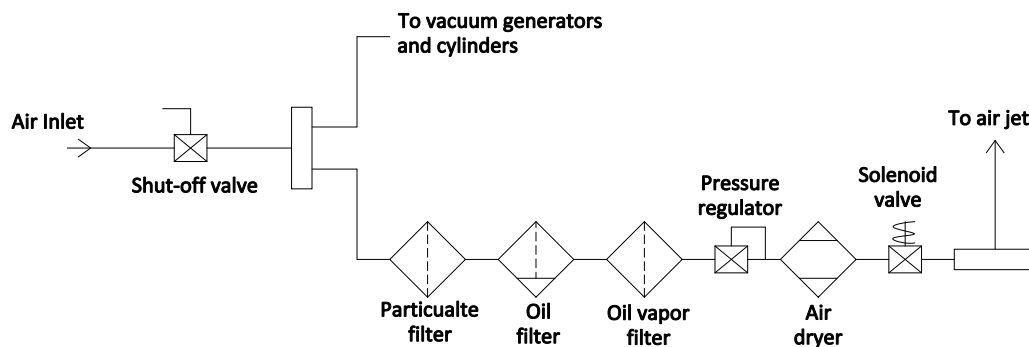 To vacuum generators
and cylinders
Air Inlet
Shut-off valve
To air jet
Pressure
regulator
Solenoid
valve
Particualte
filter
Oil
filter
Oil vapor
filter
Air
dryer